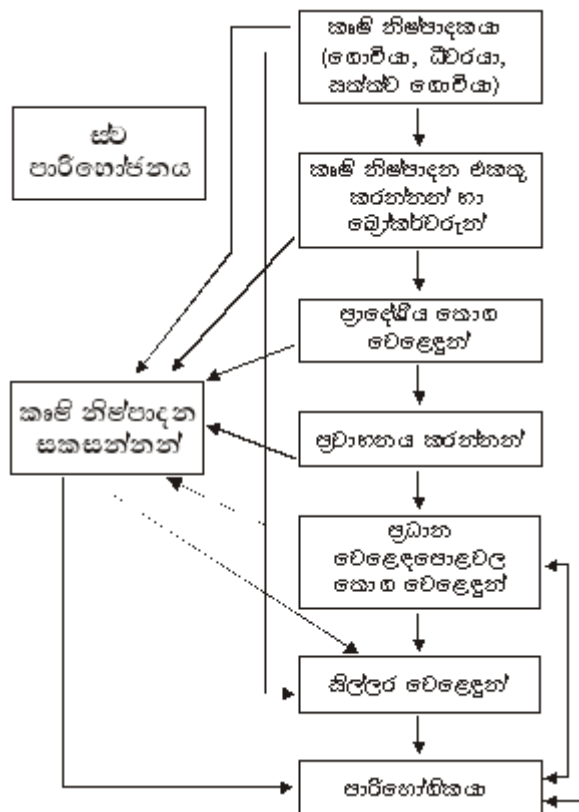 කෘෂි නිෂ්පාදකයා
(ගොවියා, ධීවරයා,
සත්ත්ව ගොවියා)
ස්ව
පාරිභෝජනය
කෘෂි නිෂ්පාදන එකතු
කරන්නන් හා
බ්‍රෝකර්වරුන්
ප්‍රාදේශීය තොග
වෙළෙඳුන්
කෘෂි නිෂ්පාදන
සකසන්නන්
ප්‍රවාහනය කරන්නන්
ප්‍රධාන
වෙළෙඳපොළවල
තොග වෙළෙඳුන්
සිල්ලර වෙළෙඳුන්
පාරිභෝගිකයා